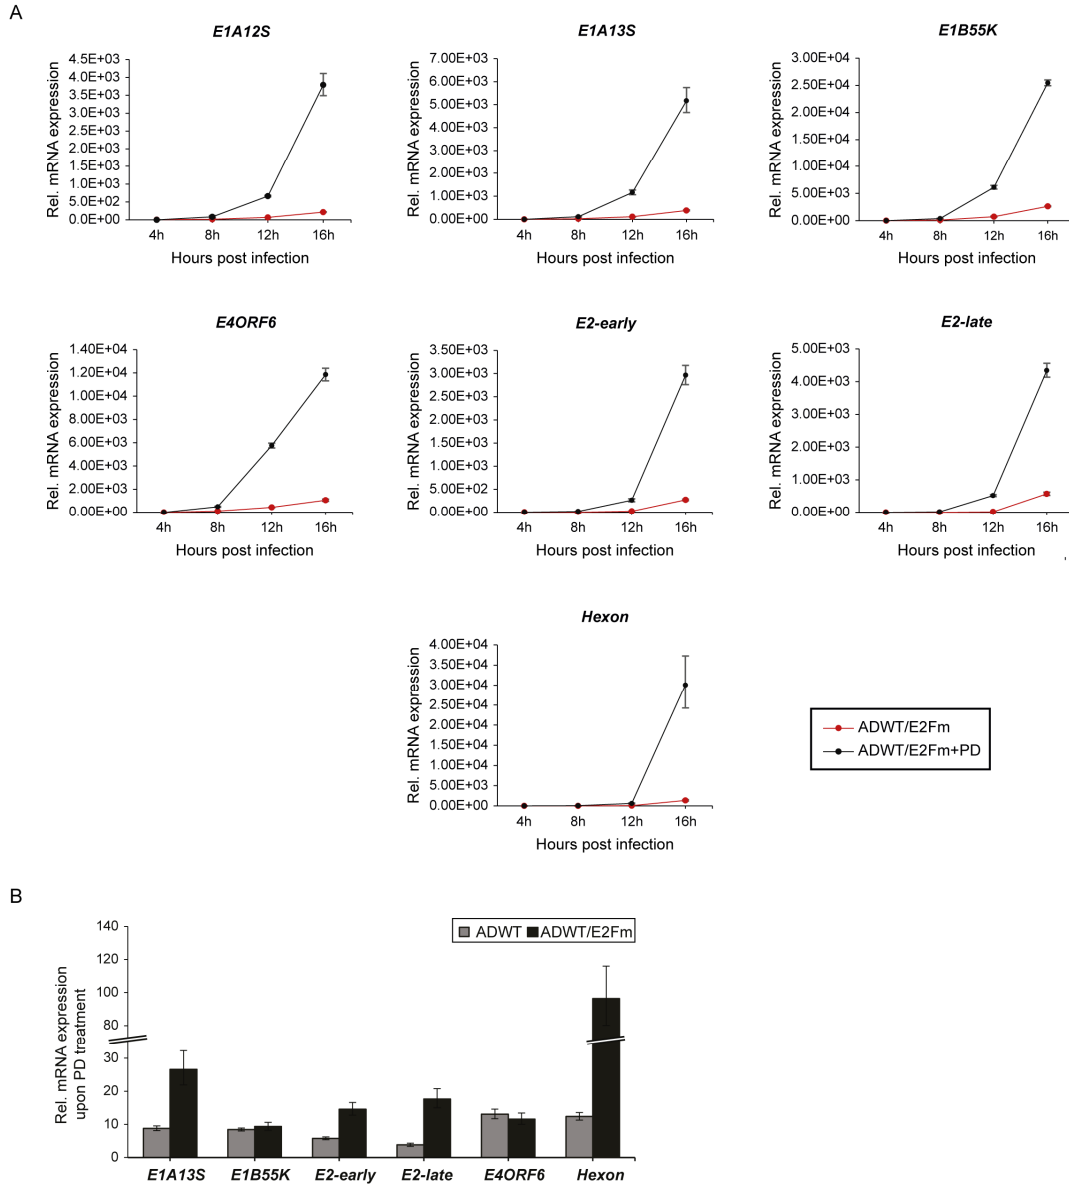 A
E1A12S
Rel. mRNA expression
4.5E+03
4.0E+03
3.5E+03
3.0E+03
2.5E+03
2.0E+03
1.5E+03
1.0E+03
5.0E+02
0.0E+00
4h 8h 12h 16h
Hours post infection
E1A13S
Rel. mRNA expression
7.00E+03
6.00E+03
5.00E+03
4.00E+03
3.00E+03
2.00E+03
1.00E+03
0.00E+00
4h 8h 12h 16h
Hours post infection
E1B55K
Rel. mRNA expression
3.00E+04
2.50E+04
2.00E+04
1.50E+04
1.00E+04
5.00E+03
0.00E+00
4h 8h 12h 16h
Hours post infection
E4ORF6
Rel. mRNA expression
1.40E+04
1.20E+04
1.00E+04
8.00E+03
6.00E+03
4.00E+03
2.00E+03
0.00E+00
4h 8h 12h 16h
Hours post infection
E2-early
Rel. mRNA expression
3.50E+03
3.00E+03
2.50E+03
2.00E+03
1.50E+03
1.00E+03
5.00E+02
0.00E+00
4h 8h 12h 16h
Hours post infection
E2-late
Rel. mRNA expression
5.00E+03
4.00E+03
3.00E+03
2.00E+03
1.00E+03
0.00E+00
4h 8h 12h 16h
Hours post infection
Hexon
Rel. mRNA expression
4.00E+04
3.50E+04
3.00E+04
2.50E+04
2.00E+04
1.50E+04
1.00E+04
5.00E+03
0.00E+00
4h 8h 12h 16h
Hours post infection
ADWT/E2Fm
ADWT/E2Fm+PD
B
Rel. mRNA expression
upon PD treatment
140
120
100
80
30
20
10
0
ADWT ADWT/E2Fm
E1A13S E1B55K E2-early E2-late E4ORF6 Hexon